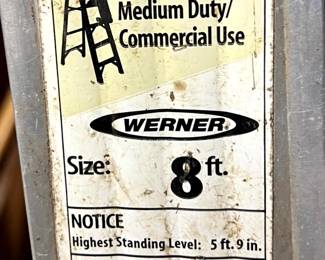 Medium Duty/
Commercial Use
WERNER
Size: 8 ft.
NOTICE
Highest Standing Level: 5 ft. 9 in.